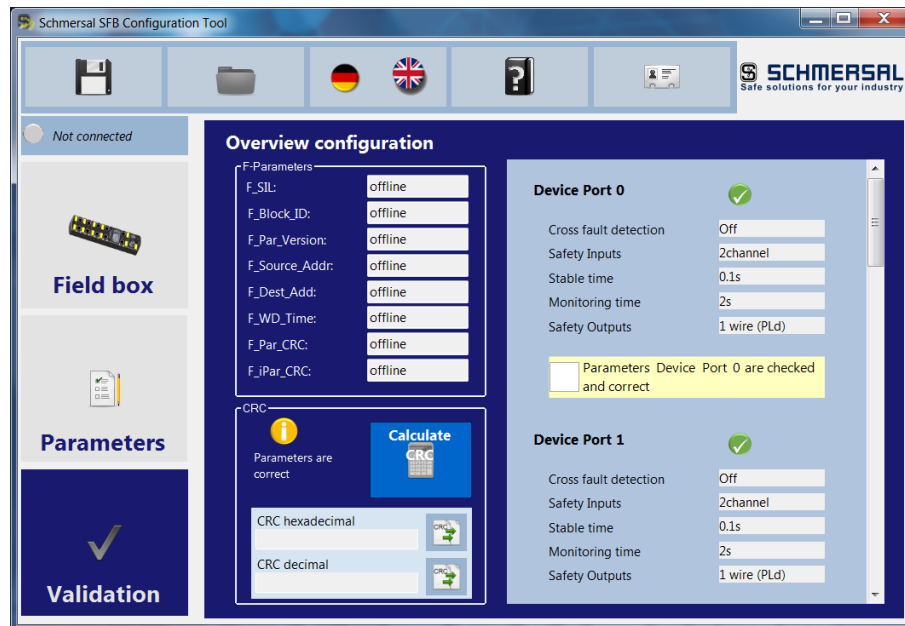 Schmersal SFB Configuration Tool
SCHMERSAL
Safe solutions for your industry
Not connected
Field box
Parameters
Validation
Overview configuration
F-Parameters
F_SIL: offline
F_Block_ID: offline
F_Par_Version: offline
F_Source_Addr: offline
F_Dest_Add: offline
F_WD_Time: offline
F_Par_CRC: offline
F_iPar_CRC: offline
CRC
Parameters are
correct
Calculate
CRC
CRC hexadecimal
CRC
CRC decimal
CRC
Device Port 0
Cross fault detection Off
Safety Inputs 2channel
Stable time 0.1s
Monitoring time 2s
Safety Outputs 1 wire (PLd)
Parameters Device Port 0 are checked
and correct
Device Port 1
Cross fault detection Off
Safety Inputs 2channel
Stable time 0.1s
Monitoring time 2s
Safety Outputs 1 wire (PLd)